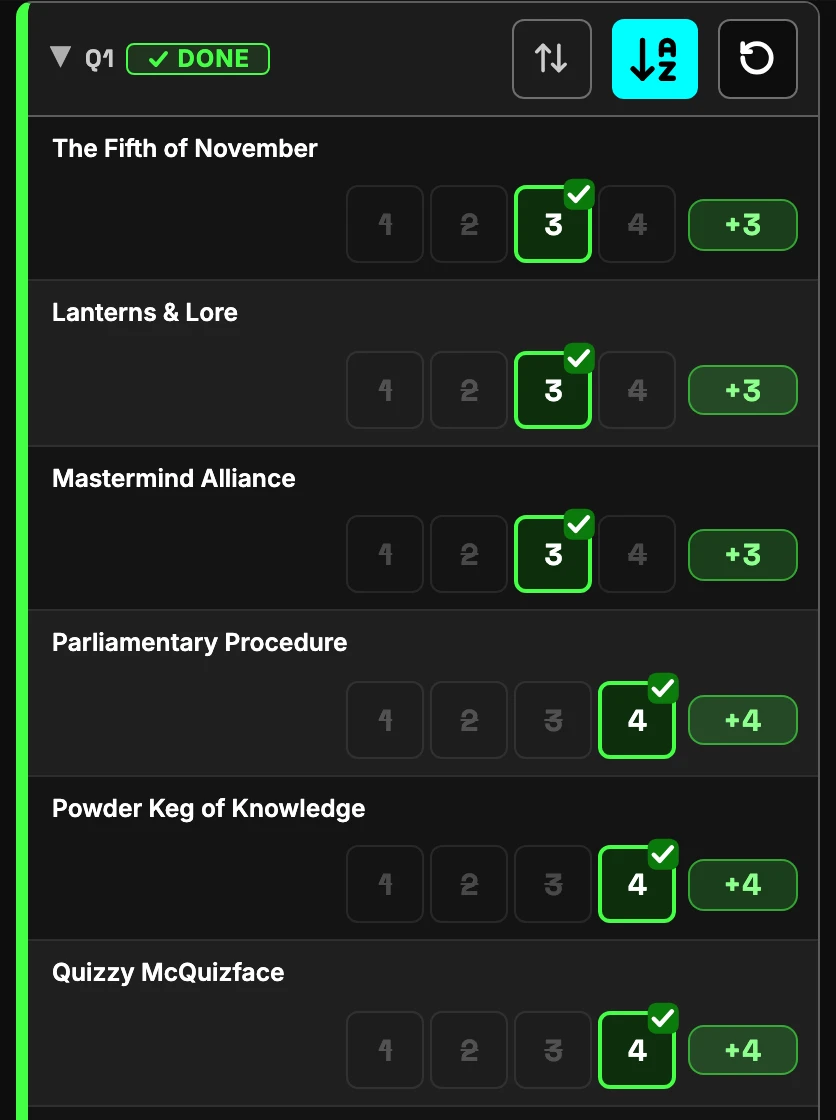 ▼ Q1 ✓ DONE ↑↓ ↓AZ
The Fifth of November
1 2 3 4 +3
Lanterns & Lore
1 2 3 4 +3
Mastermind Alliance
1 2 3 4 +3
Parliamentary Procedure
1 2 3 4 +4
Powder Keg of Knowledge
1 2 3 4 +4
Quizzy McQuizface
1 2 3 4 +4